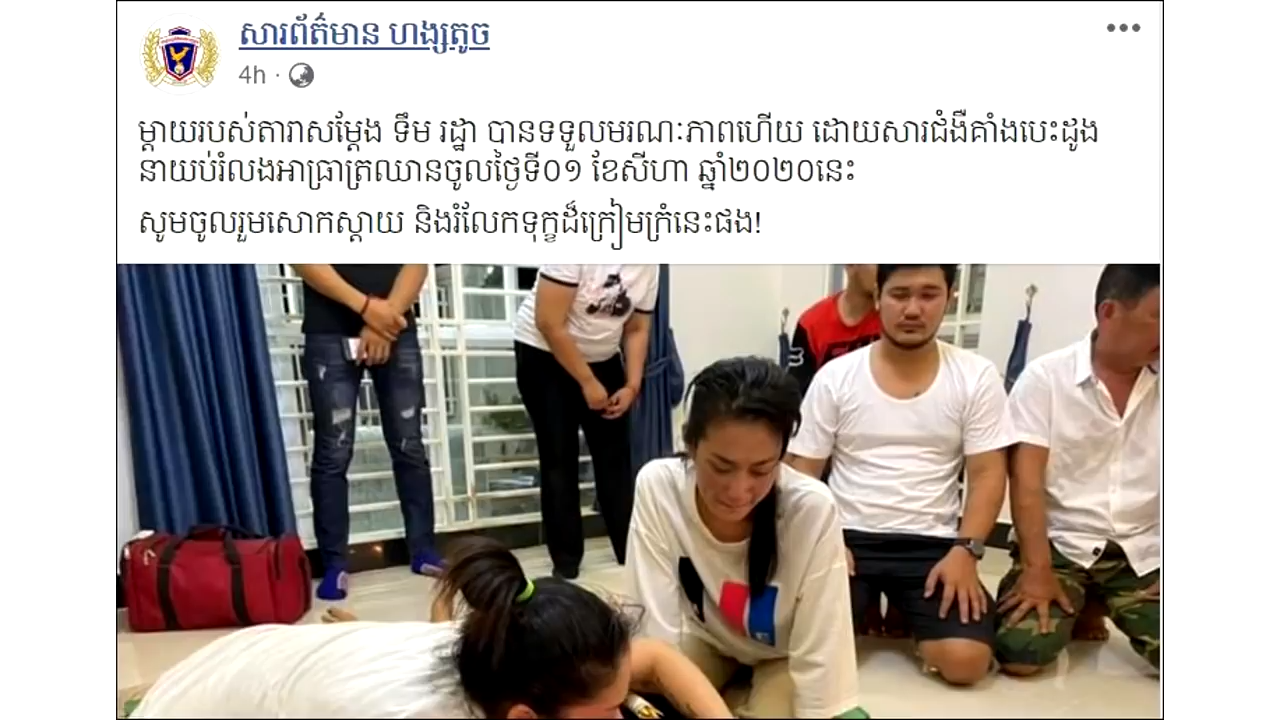 សារព័ត៌មាន ហង្សតូច
4h ·
ម្តាយរបស់តារាសម្តែង ទឹម រដ្ឋា បានទទួលមរណៈភាពហើយ ដោយសារជំងឺគាំងបេះដូង
នាយប់រំលងអាធ្រាត្រឈានចូលថ្ងៃទី០១ ខែសីហា ឆ្នាំ២០២០នេះ
សូមចូលរួមសោកស្តាយ និងរំលែកទុក្ខដ៏ក្រៀមក្រំនេះផង!